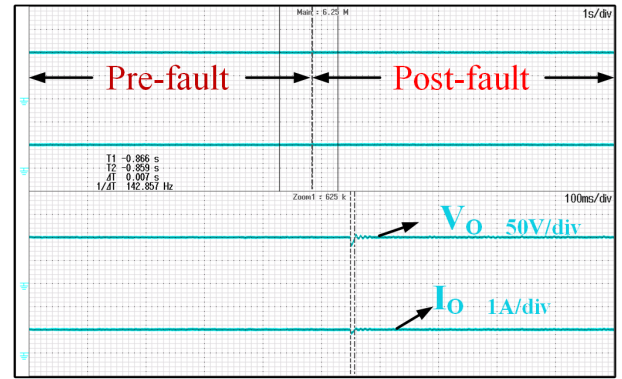 Main : 6.25 M
1s/div
Pre-fault
Post-fault
T1 -0.866 s
T2 -0.859 s
ΔT 0.007 s
1/ΔT 142.857 Hz
Zoom1 : 625 k
100ms/div
VO 50V/div
IO 1A/div